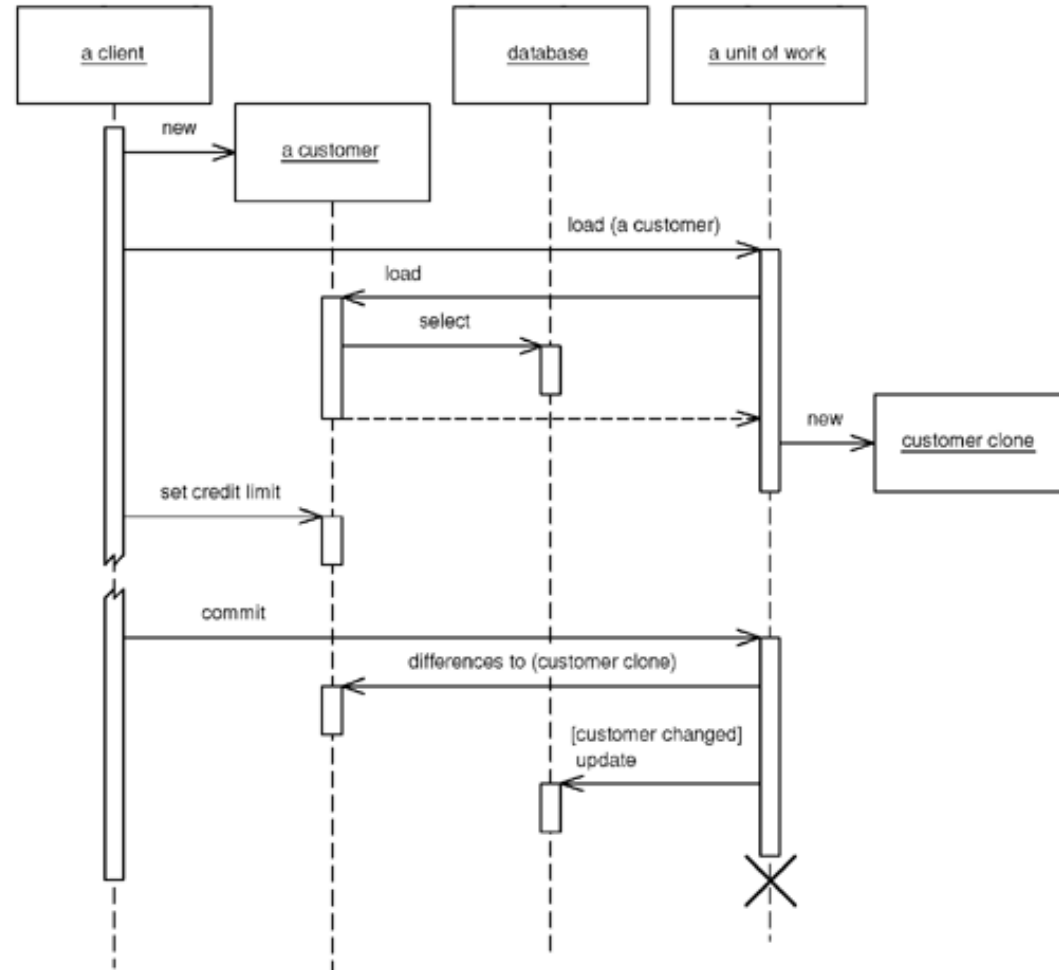 a client
database
a unit of work
new
a customer
load (a customer)
load
select
new
customer clone
set credit limit
commit
differences to (customer clone)
[customer changed]
update